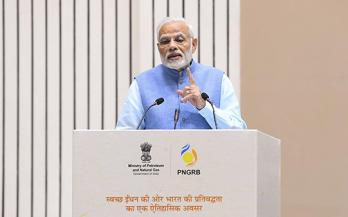 Ministry of Petroleum
and Natural Gas
Government of India
PNGRB
स्वच्छ ईंधन की ओर भारत की प्रतिबद्धता
का एक ऐतिहासिक अवसर